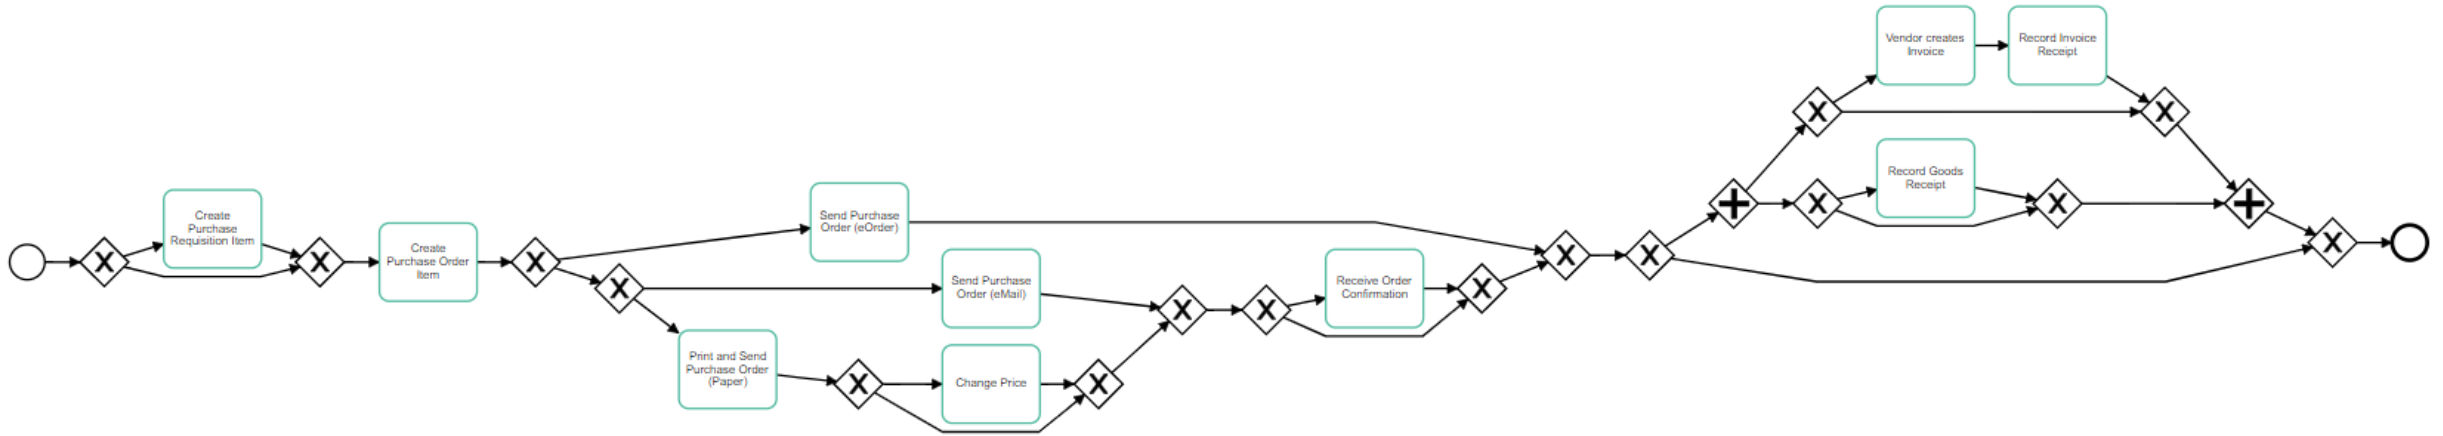 Create
Purchase
Requisition Item
Create
Purchase Order
Item
Send Purchase
Order (eOrder)
Send Purchase
Order (eMail)
Print and Send
Purchase Order
(Paper)
Change Price
Receive Order
Confirmation
Vendor creates
Invoice
Record Invoice
Receipt
Record Goods
Receipt